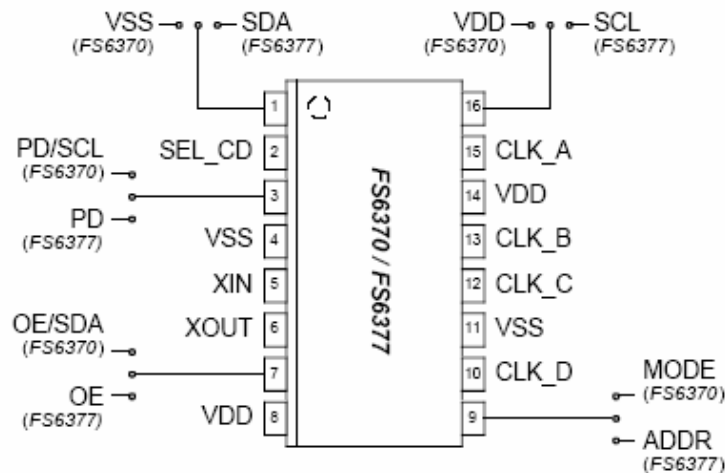 VSS SDA
(FS6370) (FS6377)
VDD SCL
(FS6370) (FS6377)
1
16
PD/SCL
(FS6370)
SEL_CD 2
15 CLK_A
3
14 VDD
PD
(FS6377)
VSS 4
13 CLK_B
XIN 5
12 CLK_C
OE/SDA
(FS6370)
XOUT 6
11 VSS
7
10 CLK_D
OE
(FS6377)
VDD 8
9
MODE
(FS6370)
ADDR
(FS6377)
FS6370 / FS6377